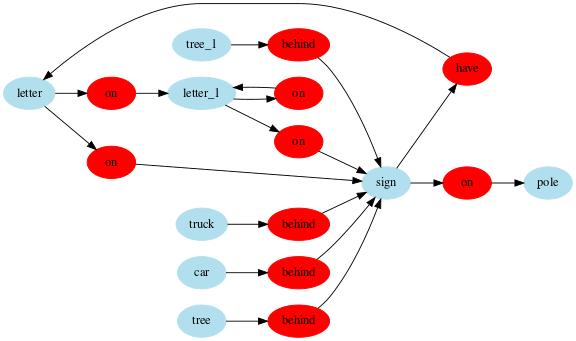 tree_1 behind
have
letter on letter_1 on
on
on
sign on pole
truck behind
car behind
tree behind